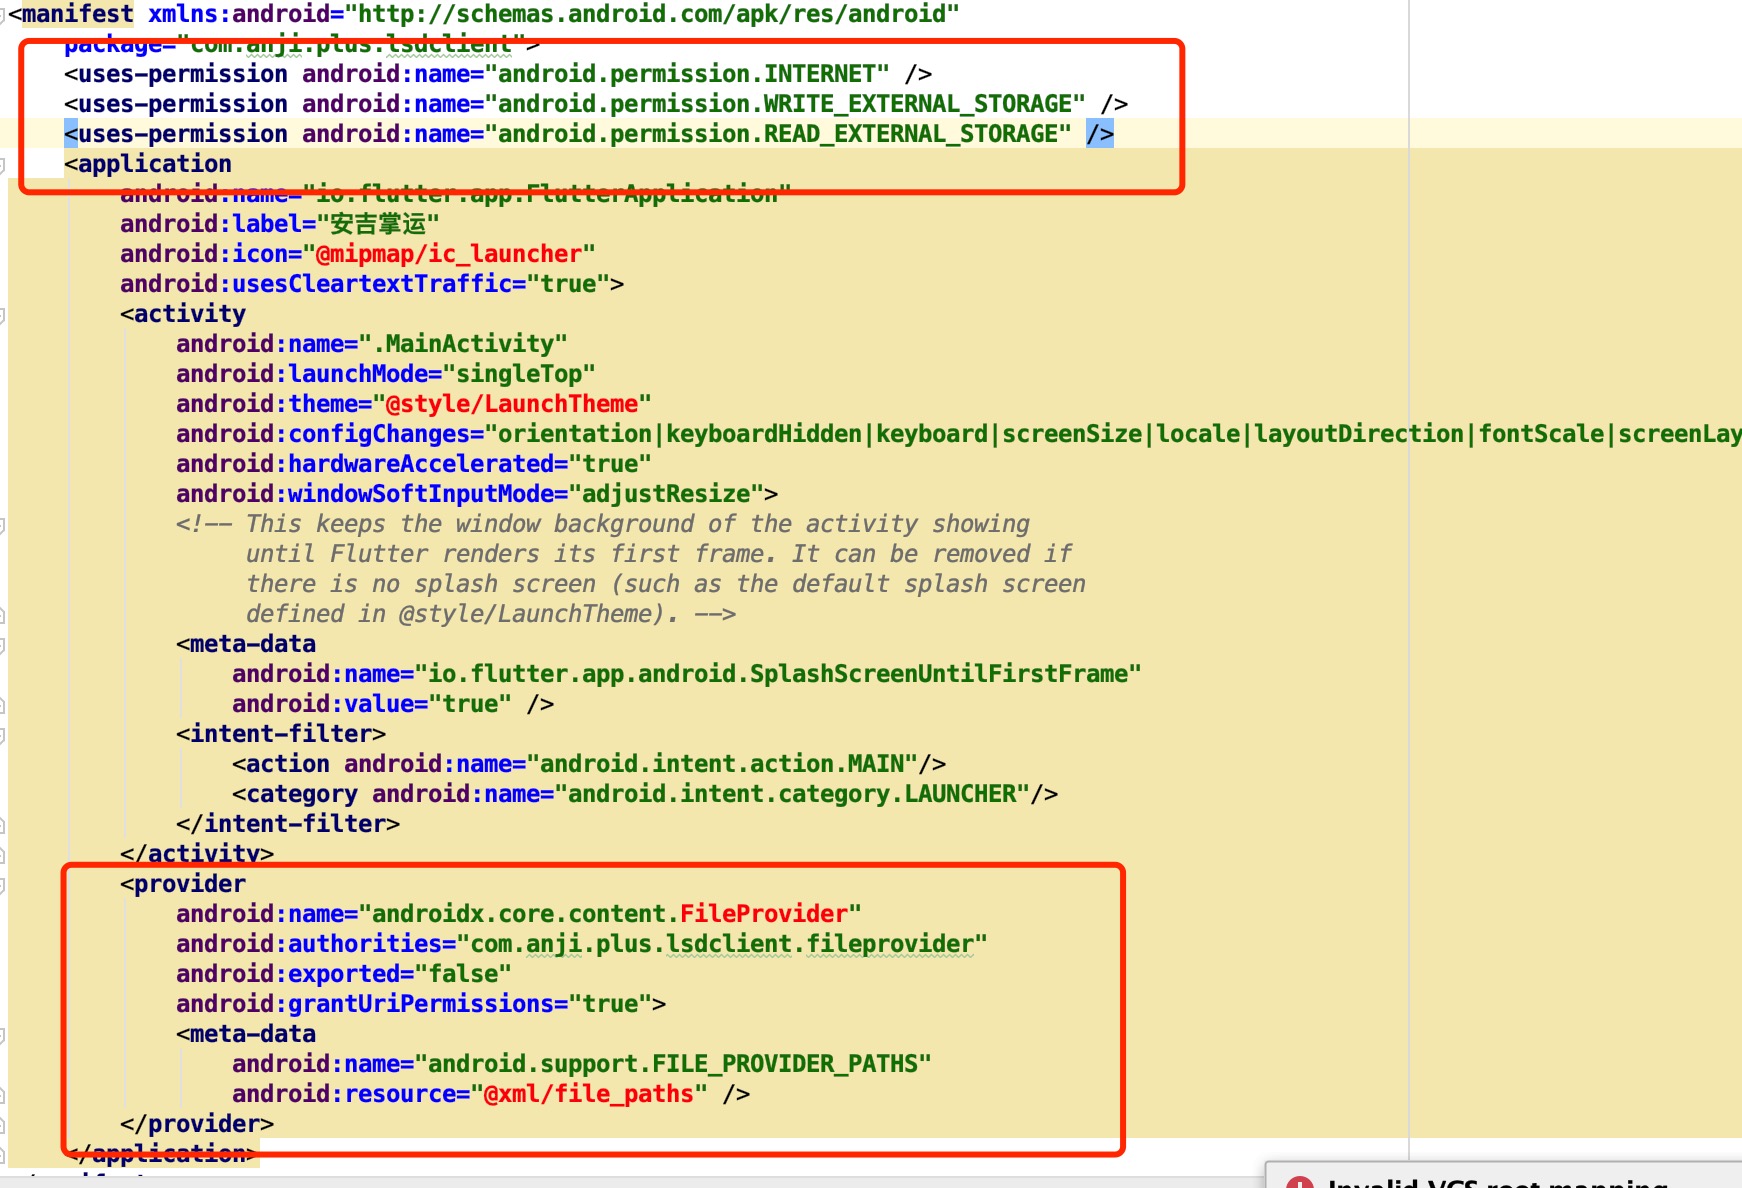 <manifest xmlns:android="http://schemas.android.com/apk/res/android"
package="com.anji.plus.lsdclient">
<uses-permission android:name="android.permission.INTERNET" />
<uses-permission android:name="android.permission.WRITE_EXTERNAL_STORAGE" />
<uses-permission android:name="android.permission.READ_EXTERNAL_STORAGE" />
<application
android:name="io.flutter.app.FlutterApplication"
android:label="安吉掌运"
android:icon="@mipmap/ic_launcher"
android:usesCleartextTraffic="true">
<activity
android:name=".MainActivity"
android:launchMode="singleTop"
android:theme="@style/LaunchTheme"
android:configChanges="orientation|keyboardHidden|keyboard|screenSize|locale|layoutDirection|fontScale|screenLay
android:hardwareAccelerated="true"
android:windowSoftInputMode="adjustResize">
<!-- This keeps the window background of the activity showing
until Flutter renders its first frame. It can be removed if
there is no splash screen (such as the default splash screen
defined in @style/LaunchTheme). -->
<meta-data
android:name="io.flutter.app.android.SplashScreenUntilFirstFrame"
android:value="true" />
<intent-filter>
<action android:name="android.intent.action.MAIN"/>
<category android:name="android.intent.category.LAUNCHER"/>
</intent-filter>
</activity>
<provider
android:name="androidx.core.content.FileProvider"
android:authorities="com.anji.plus.lsdclient.fileprovider"
android:exported="false"
android:grantUriPermissions="true">
<meta-data
android:name="android.support.FILE_PROVIDER_PATHS"
android:resource="@xml/file_paths" />
</provider>
</application>
Invalid VCS root mapping